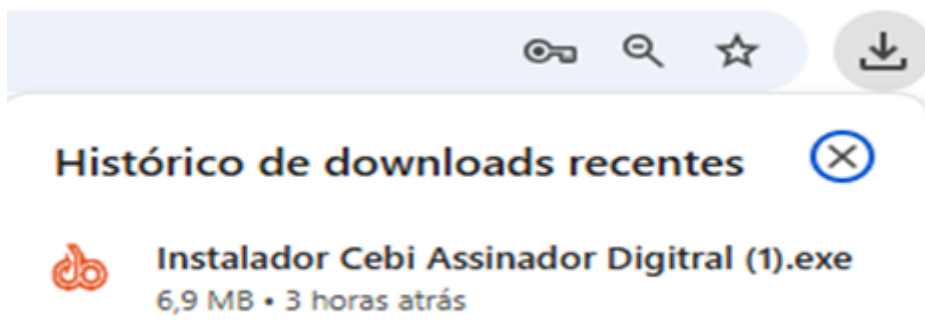 Histórico de downloads recentes
Instalador Cebi Assinador Digitral (1).exe
6,9 MB • 3 horas atrás